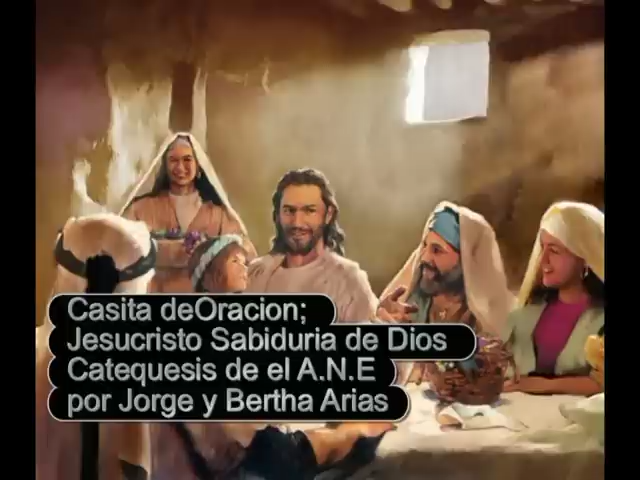 Casita deOracion;
Jesucristo Sabiduria de Dios
Catequesis de el A.N.E
por Jorge y Bertha Arias